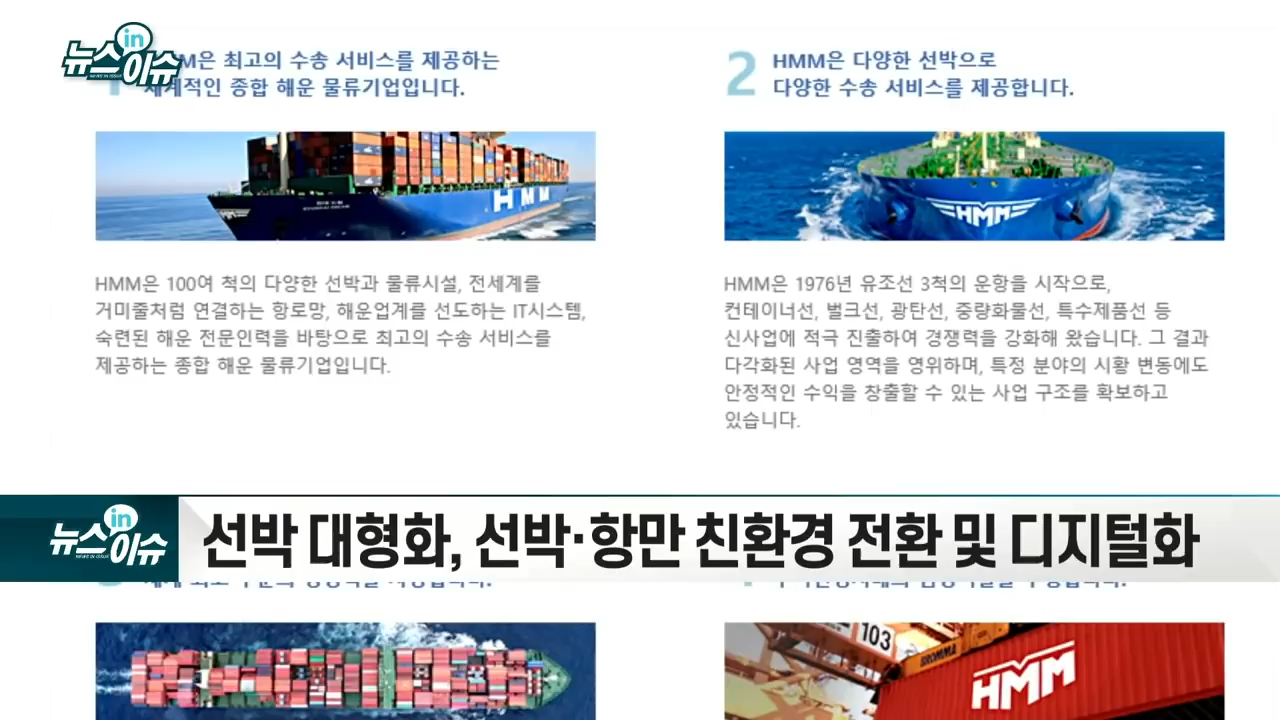 뉴스in이슈
HMM은 최고의 수송 서비스를 제공하는
세계적인 종합 해운 물류기업입니다.
HMM은 100여 척의 다양한 선박과 물류시설, 전세계를
거미줄처럼 연결하는 항로망, 해운업계를 선도하는 IT시스템,
숙련된 해운 전문인력을 바탕으로 최고의 수송 서비스를
제공하는 종합 해운 물류기업입니다.
2
HMM은 다양한 선박으로
다양한 수송 서비스를 제공합니다.
HMM
HMM
HMM은 1976년 유조선 3척의 운항을 시작으로,
컨테이너선, 벌크선, 광탄선, 중량화물선, 특수제품선 등
신사업에 적극 진출하여 경쟁력을 강화해 왔습니다. 그 결과
다각화된 사업 영역을 영위하며, 특정 분야의 시황 변동에도
안정적인 수익을 창출할 수 있는 사업 구조를 확보하고
있습니다.
뉴스in이슈
NEWS IN ISSUE
선박 대형화, 선박·항만 친환경 전환 및 디지털화
103
BROMMA
HMM